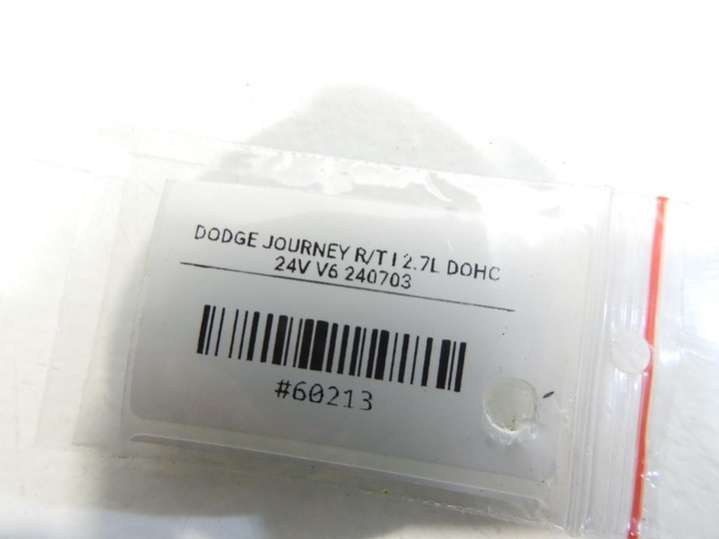 DODGE JOURNEY R/T I 2.7L DOHC
24V V6 240703
#60213